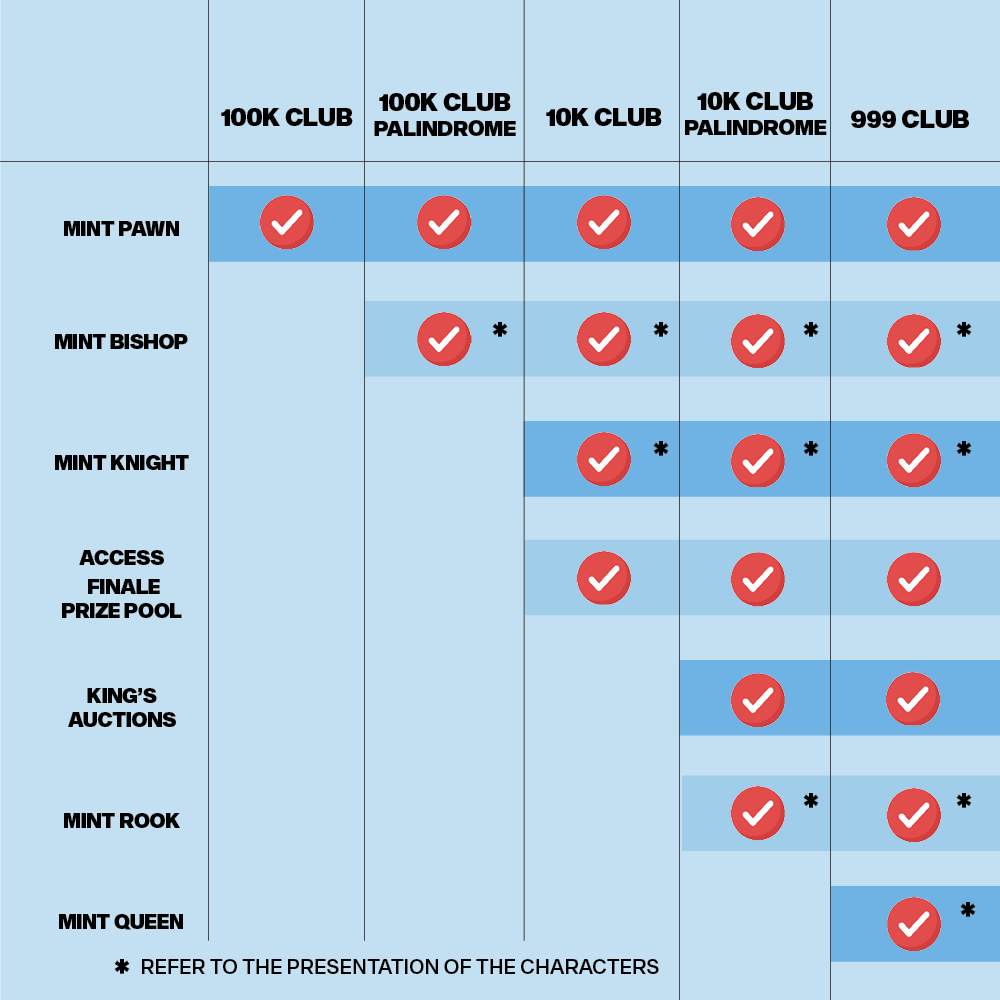 100K CLUB
100K CLUB
PALINDROME
10K CLUB
10K CLUB
PALINDROME
999 CLUB
MINT PAWN
MINT BISHOP
* * * *
MINT KNIGHT
* * *
ACCESS
FINALE
PRIZE POOL
KING'S
AUCTIONS
MINT ROOK
* *
MINT QUEEN
*
* REFER TO THE PRESENTATION OF THE CHARACTERS